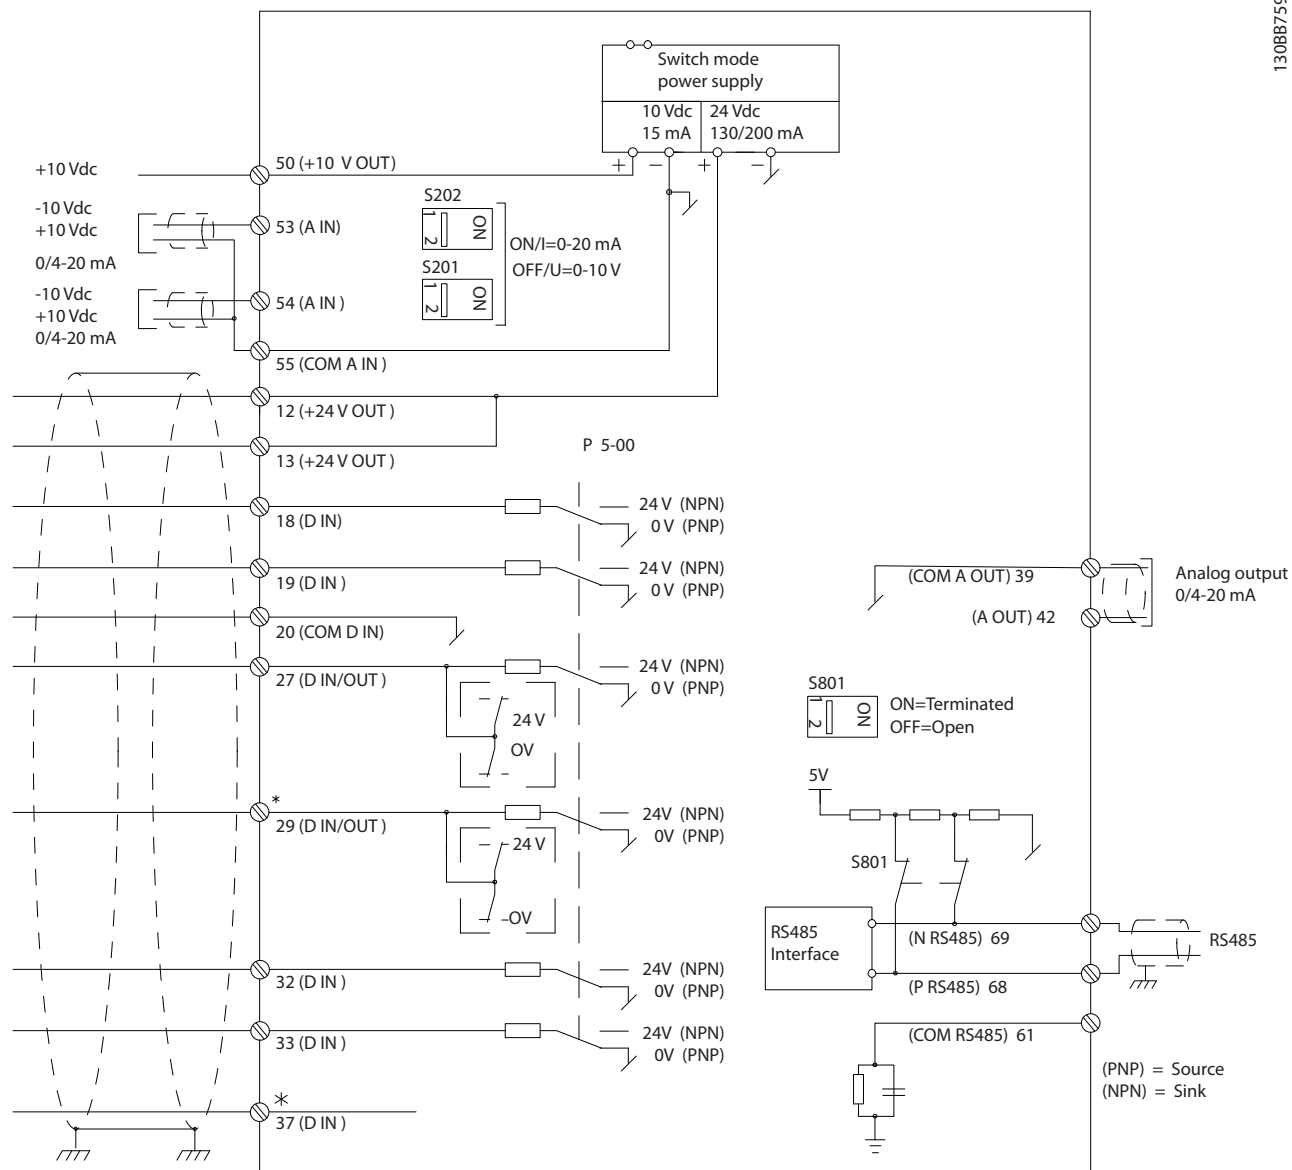 130BB759
Switch mode
power supply
10 Vdc
15 mA
24 Vdc
130/200 mA
+ - + -
+10 Vdc
50 (+10 V OUT)
-10 Vdc
+10 Vdc
0/4-20 mA
53 (A IN)
S202
1
2
ON
ON/I=0-20 mA
OFF/U=0-10 V
S201
1
2
ON
-10 Vdc
+10 Vdc
0/4-20 mA
54 (A IN )
55 (COM A IN )
12 (+24 V OUT )
13 (+24 V OUT )
P 5-00
18 (D IN)
24 V (NPN)
0 V (PNP)
19 (D IN )
24 V (NPN)
0 V (PNP)
20 (COM D IN)
27 (D IN/OUT )
24 V (NPN)
0 V (PNP)
24 V
OV
*
29 (D IN/OUT )
24V (NPN)
0V (PNP)
24 V
OV
32 (D IN )
24V (NPN)
0V (PNP)
33 (D IN )
24V (NPN)
0V (PNP)
*
37 (D IN )
(COM A OUT) 39
(A OUT) 42
Analog output
0/4-20 mA
S801
1
2
ON
ON=Terminated
OFF=Open
5V
S801
RS485
Interface
(N RS485) 69
(P RS485) 68
RS485
(COM RS485) 61
(PNP) = Source
(NPN) = Sink